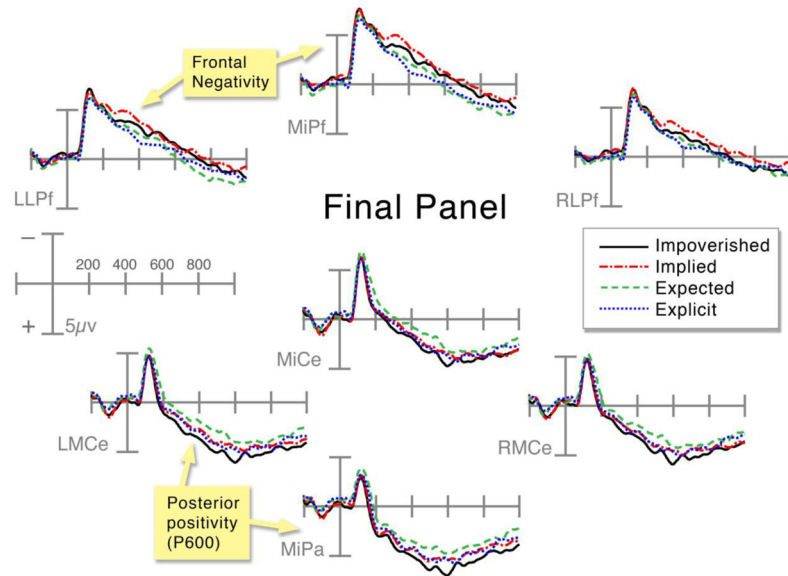 Frontal
Negativity
MiPf
LLPf
RLPf
Final Panel
−
200 400 600 800
+ 5μv
Impoverished
Implied
Expected
Explicit
MiCe
LMCe
RMCe
Posterior
positivity
(P600)
MiPa